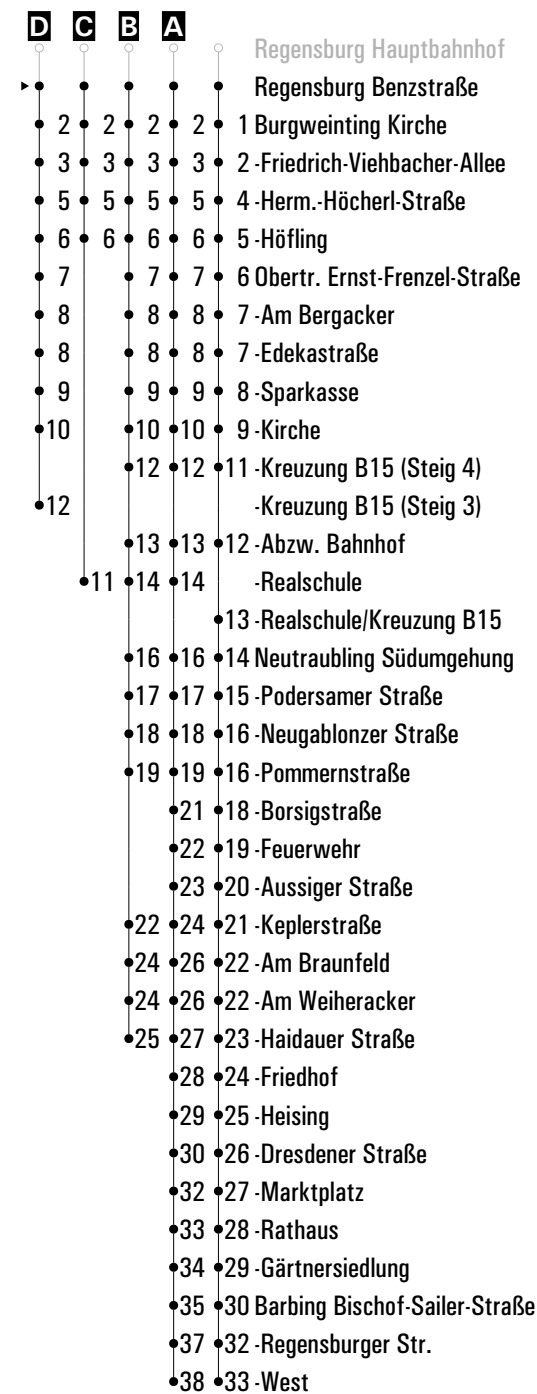 D C B A
Regensburg Hauptbahnhof
Regensburg Benzstraße
2 2 2 2 1 Burgweinting Kirche
3 3 3 3 2 -Friedrich-Viehbacher-Allee
5 5 5 5 4 -Herm.-Höcherl-Straße
6 6 6 6 5 -Höfling
7 7 7 6 Obertr. Ernst-Frenzel-Straße
8 8 8 7 -Am Bergacker
8 8 8 7 -Edekastraße
9 9 9 8 -Sparkasse
10 10 10 9 -Kirche
12 12 11 -Kreuzung B15 (Steig 4)
12 -Kreuzung B15 (Steig 3)
13 13 12 -Abzw. Bahnhof
11 14 14 -Realschule
13 -Realschule/Kreuzung B15
16 16 14 Neutraubling Südumgehung
17 17 15 -Podersamer Straße
18 18 16 -Neugablonzer Straße
19 19 16 -Pommernstraße
21 18 -Borsigstraße
22 19 -Feuerwehr
23 20 -Aussiger Straße
22 24 21 -Keplerstraße
24 26 22 -Am Braunfeld
24 26 22 -Am Weiheracker
25 27 23 -Haidauer Straße
28 24 -Friedhof
29 25 -Heising
30 26 -Dresdener Straße
32 27 -Marktplatz
33 28 -Rathaus
34 29 -Gärtnersiedlung
35 30 Barbing Bischof-Sailer-Straße
37 32 -Regensburger Str.
38 33 -West